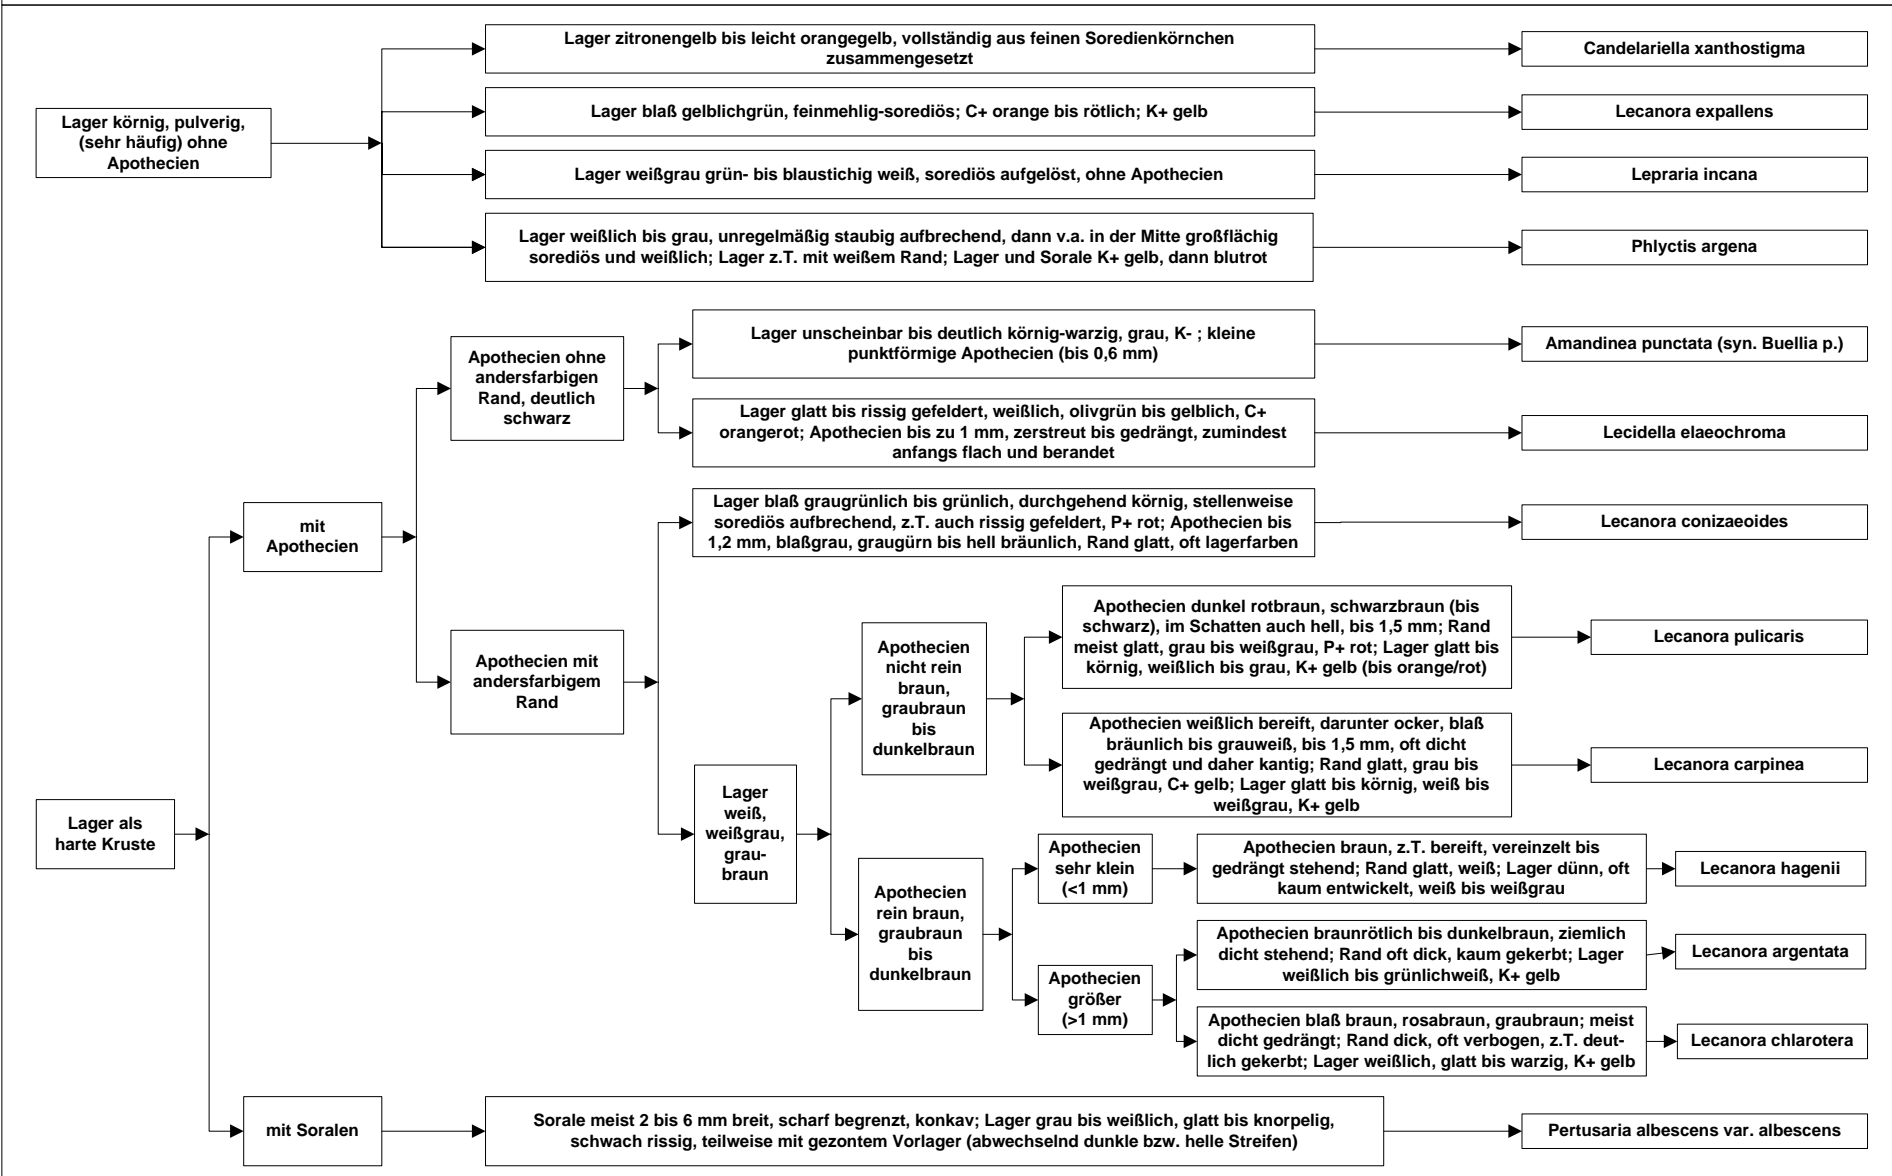 Lager körnig, pulverig,
(sehr häufig) ohne
Apothecien
Lager zitronengelb bis leicht orangegelb, vollständig aus feinen Soredienkörnchen
zusammengesetzt
Candelariella xanthostigma
Lager blaß gelblichgrün, feinmehlig-sorediös; C+ orange bis rötlich; K+ gelb
Lecanora expallens
Lager weißgrau grün- bis blaustichig weiß, sorediös aufgelöst, ohne Apothecien
Lepraria incana
Lager weißlich bis grau, unregelmäßig staubig aufbrechend, dann v.a. in der Mitte großflächig
sorediös und weißlich; Lager z.T. mit weißem Rand; Lager und Sorale K+ gelb, dann blutrot
Phlyctis argena
Lager als
harte Kruste
mit
Apothecien
Apothecien ohne
andersfarbigen
Rand, deutlich
schwarz
Lager unscheinbar bis deutlich körnig-warzig, grau, K- ; kleine
punktförmige Apothecien (bis 0,6 mm)
Amandinea punctata (syn. Buellia p.)
Lager glatt bis rissig gefeldert, weißlich, olivgrün bis gelblich, C+
orangerot; Apothecien bis zu 1 mm, zerstreut bis gedrängt, zumindest
anfangs flach und berandet
Lecidella elaeochroma
Apothecien mit
andersfarbigem
Rand
Lager blaß graugrünlich bis grünlich, durchgehend körnig, stellenweise
sorediös aufbrechend, z.T. auch rissig gefeldert, P+ rot; Apothecien bis
1,2 mm, blaßgrau, graugürn bis hell bräunlich, Rand glatt, oft lagerfarben
Lecanora conizaeoides
Lager
weiß,
weißgrau,
grau-
braun
Apothecien
nicht rein
braun,
graubraun
bis
dunkelbraun
Apothecien dunkel rotbraun, schwarzbraun (bis
schwarz), im Schatten auch hell, bis 1,5 mm; Rand
meist glatt, grau bis weißgrau, P+ rot; Lager glatt bis
körnig, weißlich bis grau, K+ gelb (bis orange/rot)
Lecanora pulicaris
Apothecien weißlich bereift, darunter ocker, blaß
bräunlich bis grauweiß, bis 1,5 mm, oft dicht
gedrängt und daher kantig; Rand glatt, grau bis
weißgrau, C+ gelb; Lager glatt bis körnig, weiß bis
weißgrau, K+ gelb
Lecanora carpinea
Apothecien
rein braun,
graubraun
bis
dunkelbraun
Apothecien
sehr klein
(<1 mm)
Apothecien braun, z.T. bereift, vereinzelt bis
gedrängt stehend; Rand glatt, weiß; Lager dünn, oft
kaum entwickelt, weiß bis weißgrau
Lecanora hagenii
Apothecien
größer
(>1 mm)
Apothecien braunrötlich bis dunkelbraun, ziemlich
dicht stehend; Rand oft dick, kaum gekerbt; Lager
weißlich bis grünlichweiß, K+ gelb
Lecanora argentata
Apothecien blaß braun, rosabraun, graubraun; meist
dicht gedrängt; Rand dick, oft verbogen, z.T. deut-
lich gekerbt; Lager weißlich, glatt bis warzig, K+ gelb
Lecanora chlarotera
mit Soralen
Sorale meist 2 bis 6 mm breit, scharf begrenzt, konkav; Lager grau bis weißlich, glatt bis knorpelig,
schwach rissig, teilweise mit gezontem Vorlager (abwechselnd dunkle bzw. helle Streifen)
Pertusaria albescens var. albescens